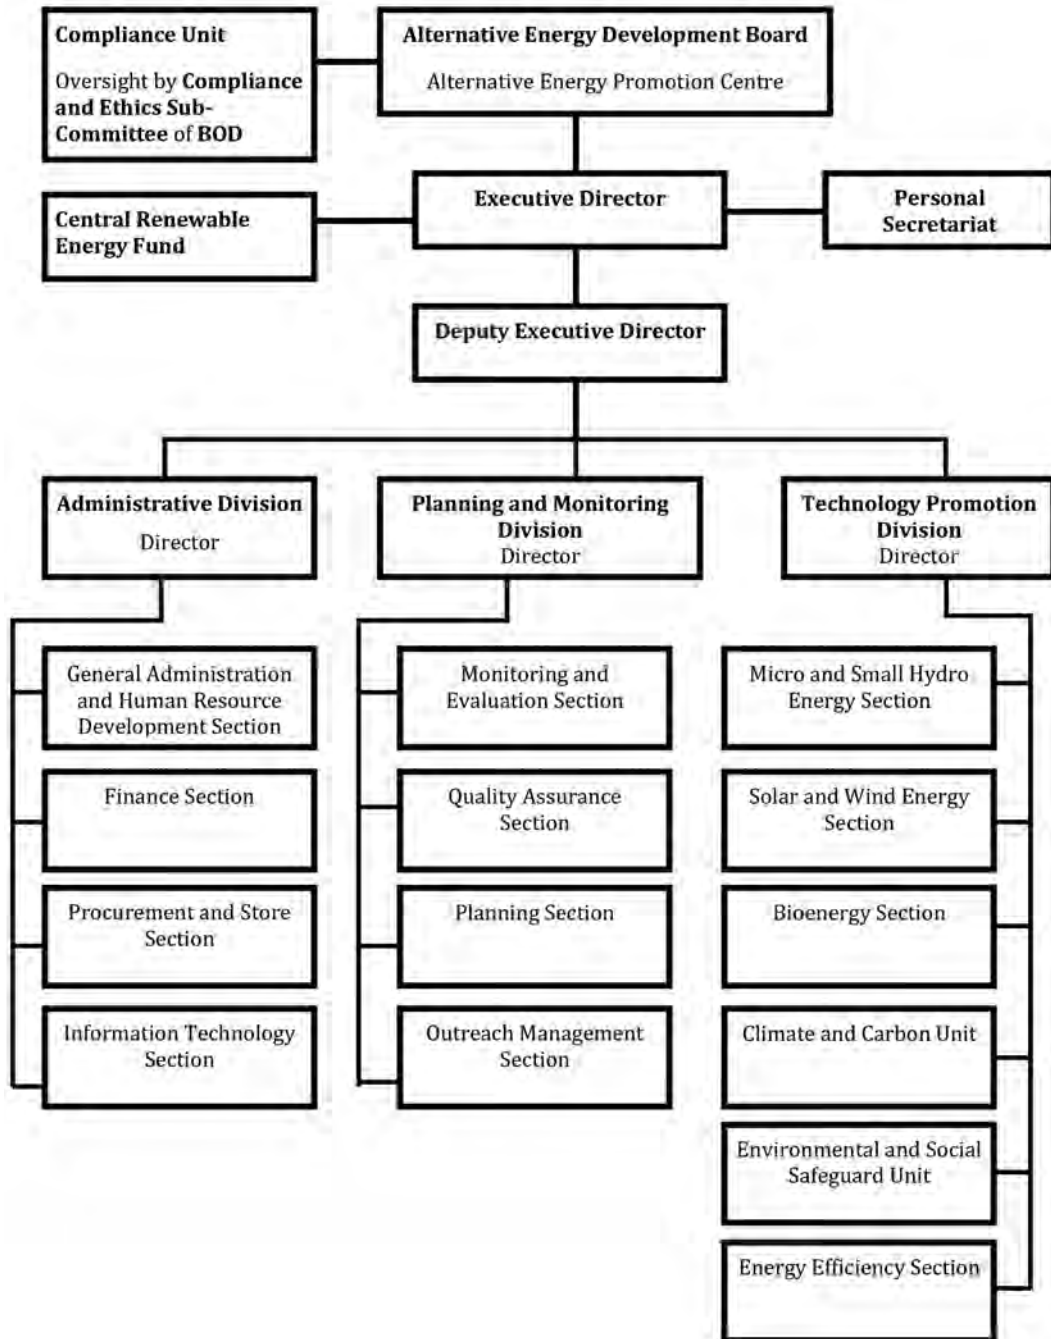 Compliance Unit
Oversight by Compliance
and Ethics Sub-
Committee of BOD
Alternative Energy Development Board
Alternative Energy Promotion Centre
Central Renewable
Energy Fund
Executive Director
Personal
Secretariat
Deputy Executive Director
Administrative Division
Director
Planning and Monitoring
Division
Director
Technology Promotion
Division
Director
General Administration
and Human Resource
Development Section
Finance Section
Procurement and Store
Section
Information Technology
Section
Monitoring and
Evaluation Section
Quality Assurance
Section
Planning Section
Outreach Management
Section
Micro and Small Hydro
Energy Section
Solar and Wind Energy
Section
Bioenergy Section
Climate and Carbon Unit
Environmental and Social
Safeguard Unit
Energy Efficiency Section